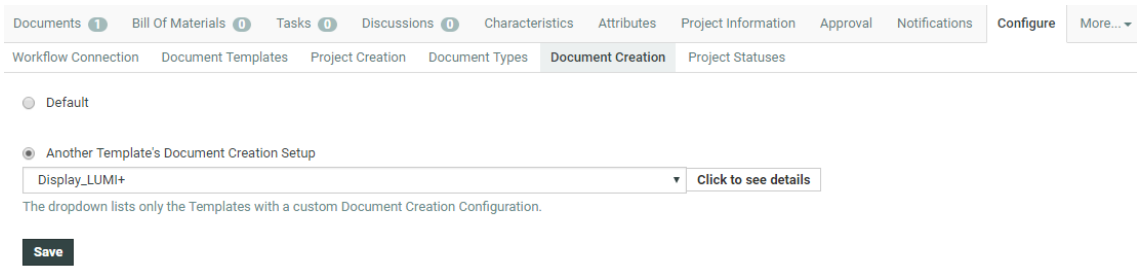 Documents 1 Bill Of Materials 0 Tasks 0 Discussions 0 Characteristics Attributes Project Information Approval Notifications Configure More...
Workflow Connection Document Templates Project Creation Document Types Document Creation Project Statuses
Default
Another Template's Document Creation Setup
Display_LUMI+ Click to see details
The dropdown lists only the Templates with a custom Document Creation Configuration.
Save